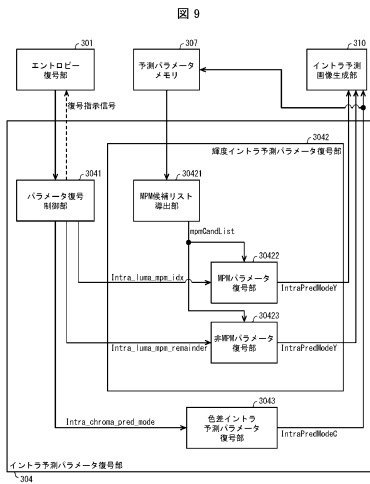 図 9
301
エントロピー
復号部
307
予測パラメータ
メモリ
310
イントラ予測
画像生成部
復号指示信号
3042
輝度イントラ予測パラメータ復号部
3041
パラメータ復号
制御部
30421
MPM候補リスト
導出部
mpmCandList
30422
MPMパラメータ
復号部
Intra_luma_mpm_idx
IntraPredModeY
30423
非MPMパラメータ
復号部
Intra_luma_mpm_remainder
IntraPredModeY
3043
色差イントラ
予測パラメータ
復号部
Intra_chroma_pred_mode
IntraPredModeC
イントラ予測パラメータ復号部
304